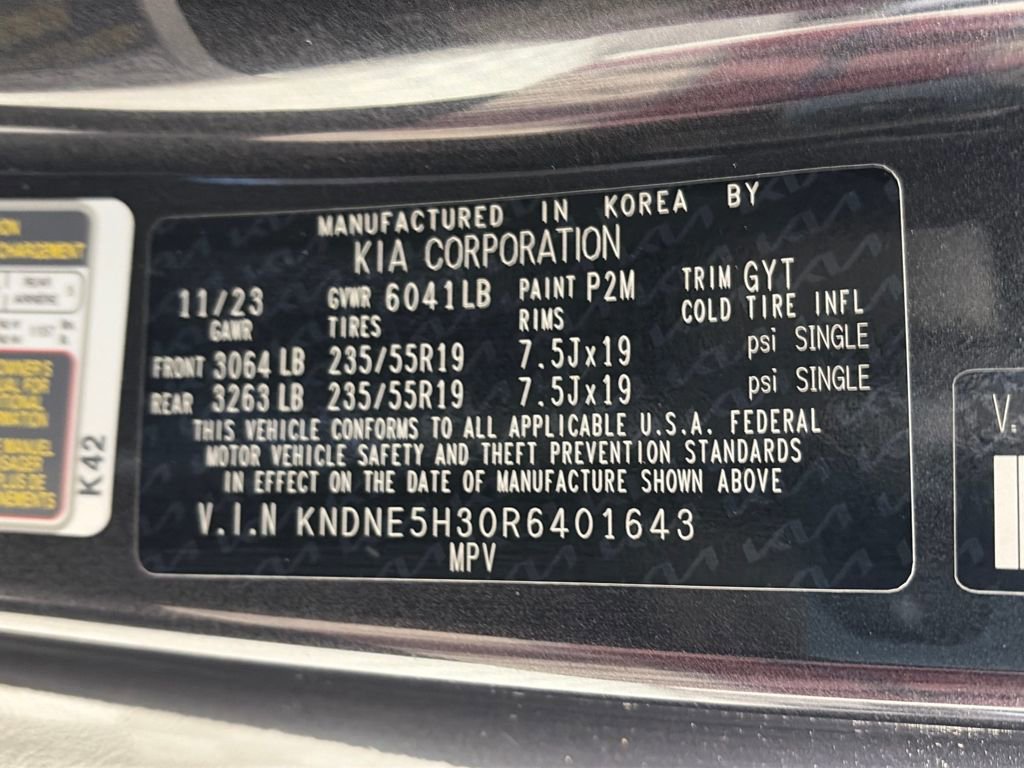 MANUFACTURED IN KOREA BY
KIA CORPORATION
11/23 GVWR 6041LB PAINT P2M TRIM GYT
GAWR TIRES RIMS COLD TIRE INFL
FRONT 3064 LB 235/55R19 7.5Jx19 psi SINGLE
REAR 3263 LB 235/55R19 7.5Jx19 psi SINGLE
THIS VEHICLE CONFORMS TO ALL APPLICABLE U.S.A. FEDERAL
MOTOR VEHICLE SAFETY AND THEFT PREVENTION STANDARDS
IN EFFECT ON THE DATE OF MANUFACTURE SHOWN ABOVE
V.I.N KNDNE5H30R6401643
MPV
K42
V.